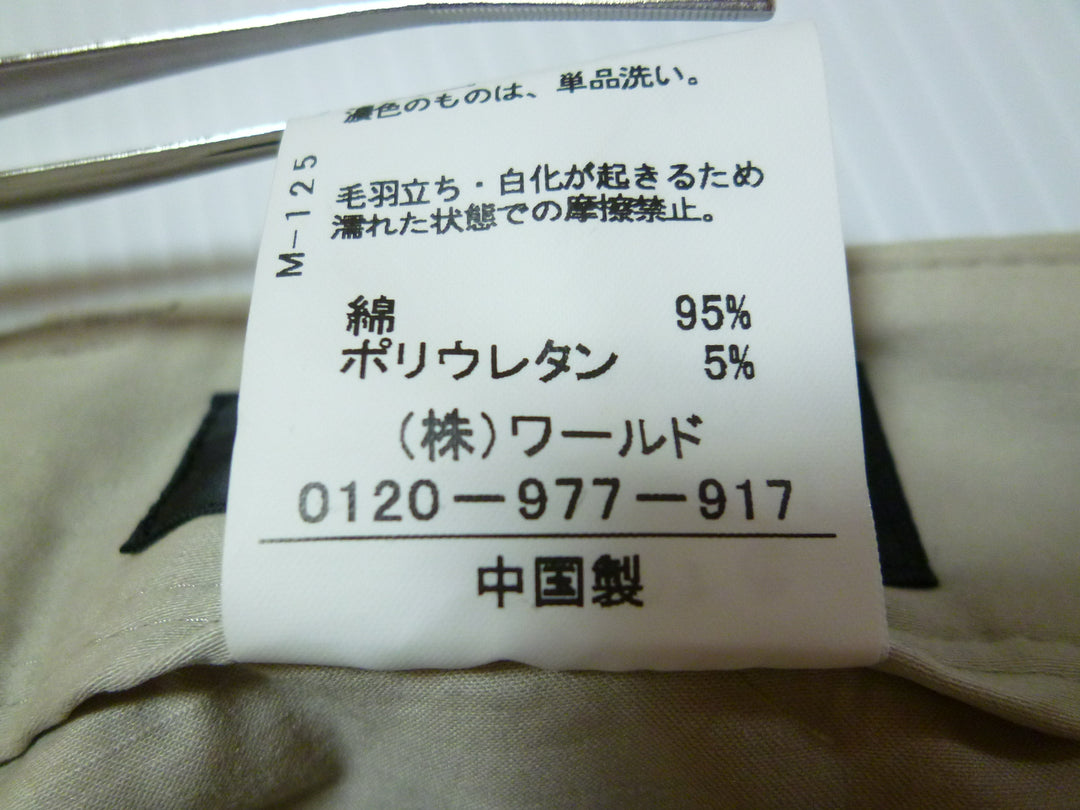 濃色のものは、単品洗い。
M-125
毛羽立ち・白化が起きるため
濡れた状態での摩擦禁止。
綿 95%
ポリウレタン 5%
（株）ワールド
0120-977-917
中国製